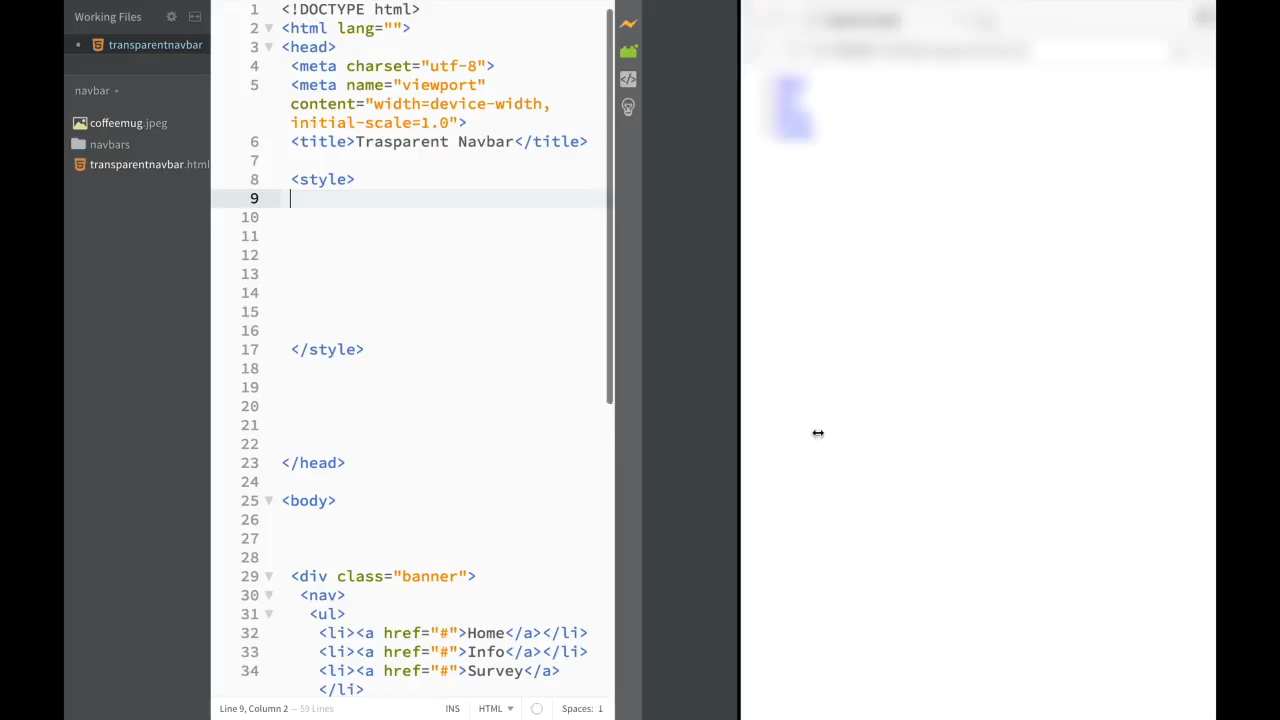 Working Files
transparentnavbar
navbar
coffeemug.jpeg
navbars
transparentnavbar.html
1 <!DOCTYPE html>
2 <html lang="">
3 <head>
4 <meta charset="utf-8">
5 <meta name="viewport"
content="width=device-width,
initial-scale=1.0">
6 <title>Trasparent Navbar</title>
7
8 <style>
9
10
11
12
13
14
15
16
17 </style>
18
19
20
21
22
23 </head>
24
25 <body>
26
27
28
29 <div class="banner">
30 <nav>
31 <ul>
32 <li><a href="#">Home</a></li>
33 <li><a href="#">Info</a></li>
34 <li><a href="#">Survey</a>
</li>
Line 9, Column 2 — 59 Lines
INS
HTML
Spaces: 1